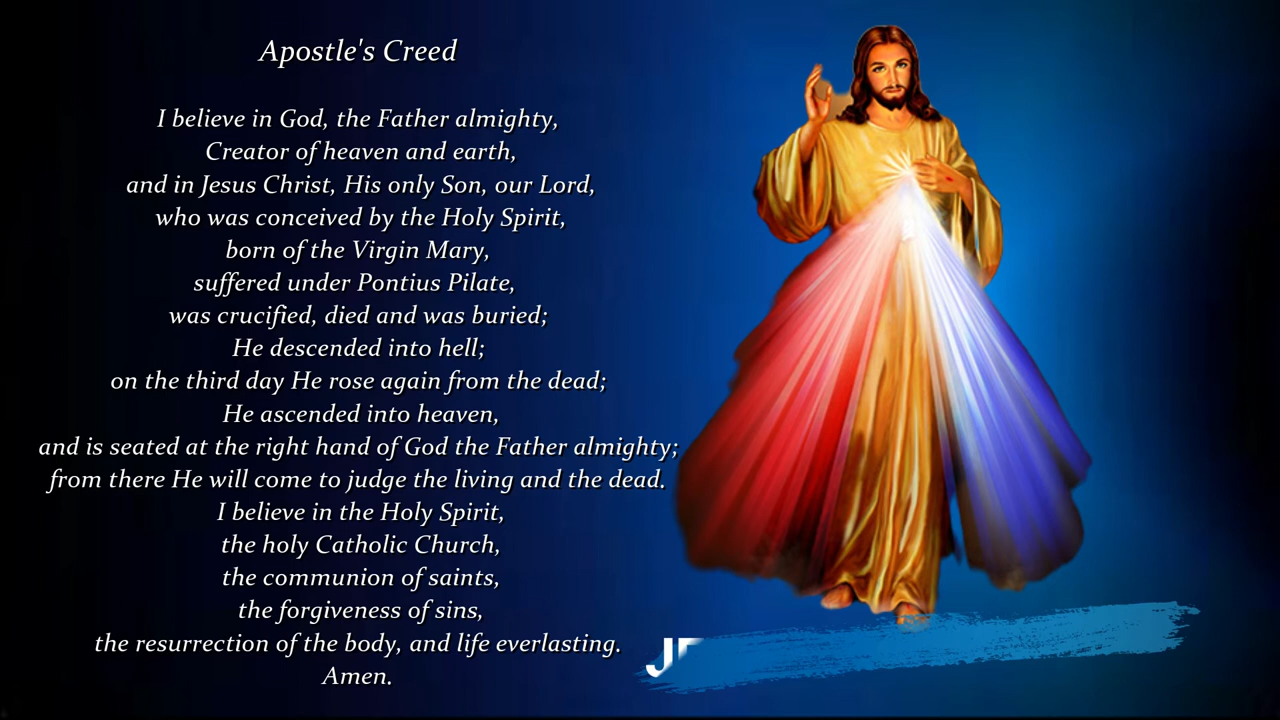 Apostle's Creed
I believe in God, the Father almighty,
Creator of heaven and earth,
and in Jesus Christ, His only Son, our Lord,
who was conceived by the Holy Spirit,
born of the Virgin Mary,
suffered under Pontius Pilate,
was crucified, died and was buried;
He descended into hell;
on the third day He rose again from the dead;
He ascended into heaven,
and is seated at the right hand of God the Father almighty;
from there He will come to judge the living and the dead.
I believe in the Holy Spirit,
the holy Catholic Church,
the communion of saints,
the forgiveness of sins,
the resurrection of the body, and life everlasting.
Amen.